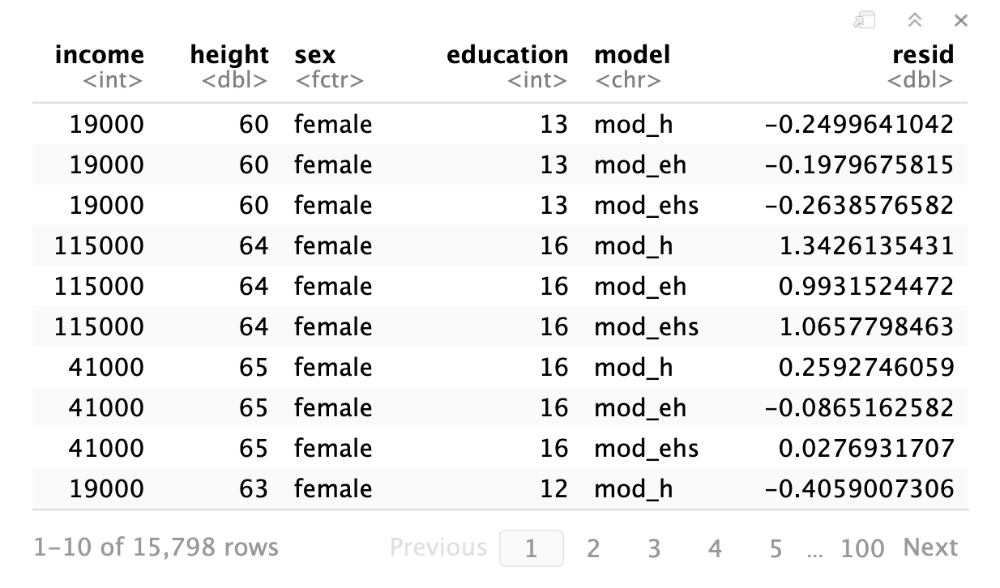 income height sex education model resid
<int> <dbl> <fctr> <int> <chr> <dbl>
19000 60 female 13 mod_h -0.2499641042
19000 60 female 13 mod_eh -0.1979675815
19000 60 female 13 mod_ehs -0.2638576582
115000 64 female 16 mod_h 1.3426135431
115000 64 female 16 mod_eh 0.9931524472
115000 64 female 16 mod_ehs 1.0657798463
41000 65 female 16 mod_h 0.2592746059
41000 65 female 16 mod_eh -0.0865162582
41000 65 female 16 mod_ehs 0.0276931707
19000 63 female 12 mod_h -0.4059007306
1-10 of 15,798 rows Previous 1 2 3 4 5 ... 100 Next